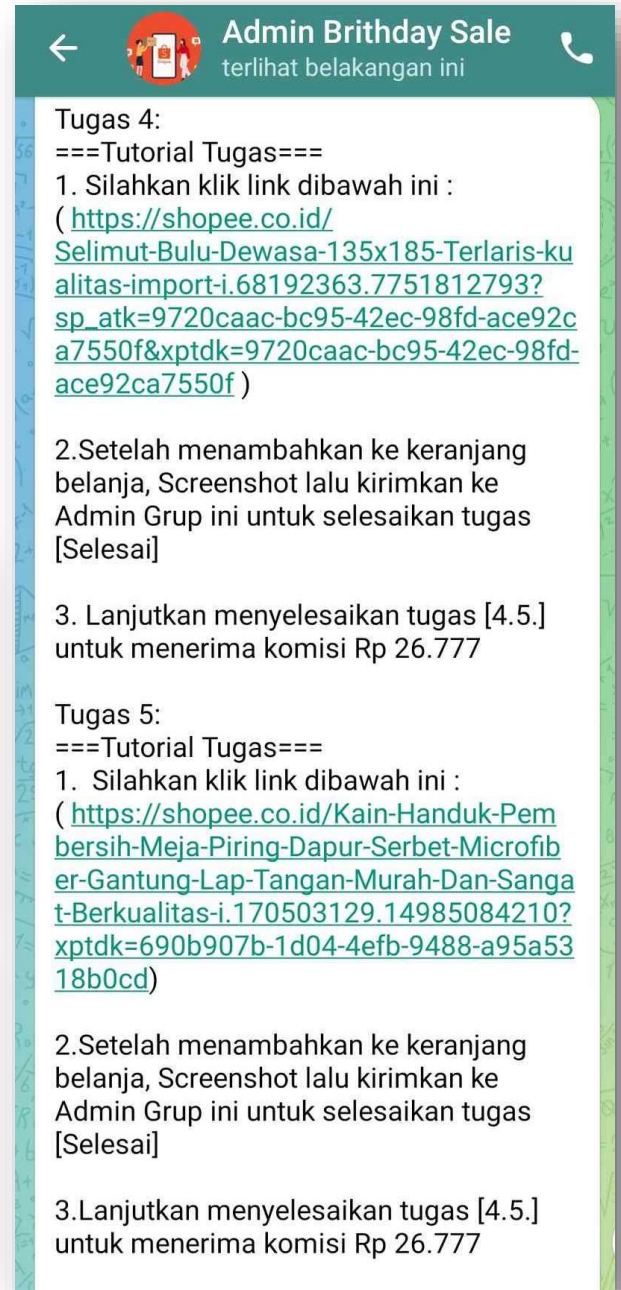 Admin Brithday Sale
terlihat belakangan ini
Tugas 4:
===Tutorial Tugas===
1. Silahkan klik link dibawah ini :
( https://shopee.co.id/
Selimut-Bulu-Dewasa-135x185-Terlaris-ku
alitas-import-i.68192363.7751812793?
sp_atk=9720caac-bc95-42ec-98fd-ace92c
a7550f&xptdk=9720caac-bc95-42ec-98fd-
ace92ca7550f )
2.Setelah menambahkan ke keranjang
belanja, Screenshot lalu kirimkan ke
Admin Grup ini untuk selesaikan tugas
[Selesai]
3. Lanjutkan menyelesaikan tugas [4.5.]
untuk menerima komisi Rp 26.777
Tugas 5:
===Tutorial Tugas===
1.  Silahkan klik link dibawah ini :
( https://shopee.co.id/Kain-Handuk-Pem
bersih-Meja-Piring-Dapur-Serbet-Microfib
er-Gantung-Lap-Tangan-Murah-Dan-Sanga
t-Berkualitas-i.170503129.14985084210?
xptdk=690b907b-1d04-4efb-9488-a95a53
18b0cd)
2.Setelah menambahkan ke keranjang
belanja, Screenshot lalu kirimkan ke
Admin Grup ini untuk selesaikan tugas
[Selesai]
3.Lanjutkan menyelesaikan tugas [4.5.]
untuk menerima komisi Rp 26.777